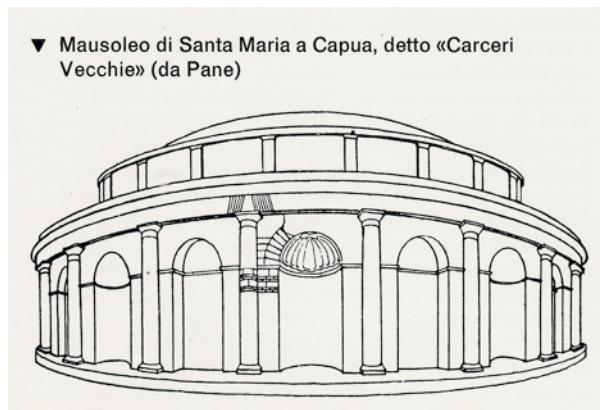 ▼ Mausoleo di Santa Maria a Capua, detto «Carceri
Vecchie» (da Pane)